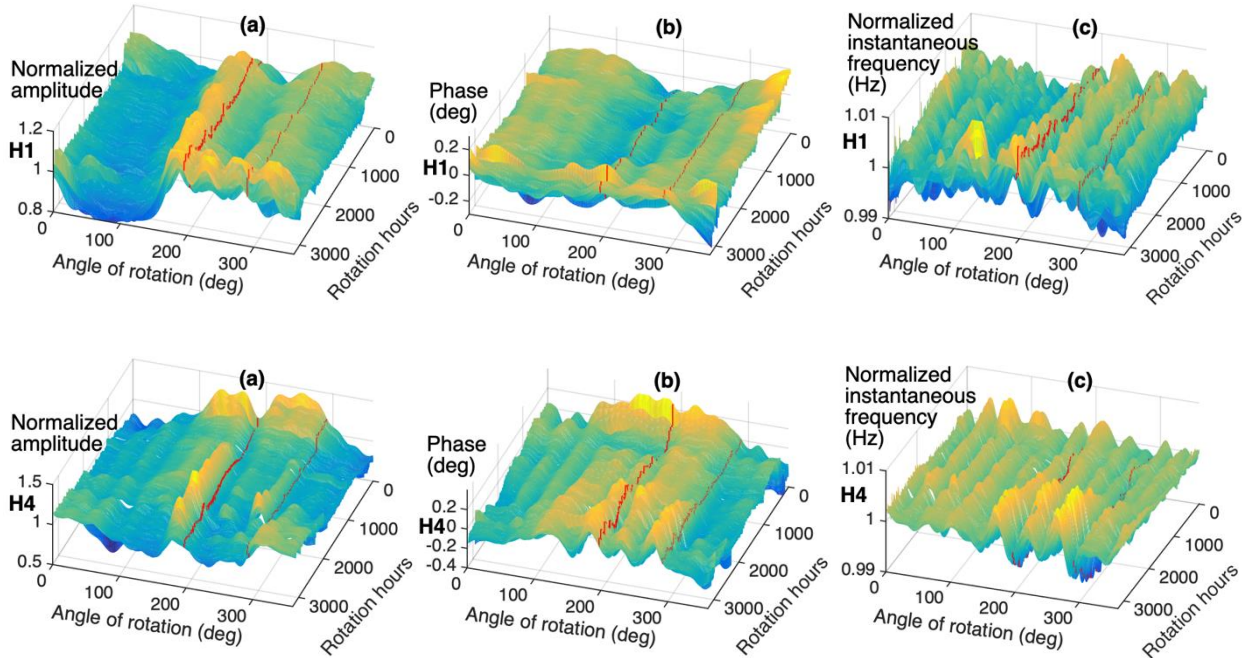 (a)
Normalized
amplitude
1.2
H1
1
0.8
0
100
200
300
Angle of rotation (deg)
0
1000
2000
3000
Rotation hours
(b)
Phase
(deg)
0.2
H1
0
-0.2
0
100
200
300
Angle of rotation (deg)
0
1000
2000
3000
Rotation hours
(c)
Normalized
instantaneous
frequency
(Hz)
1.01
H1
1
0.99
0
100
200
300
Angle of rotation (deg)
0
1000
2000
3000
Rotation hours
(a)
Normalized
amplitude
1.5
H4
1
0.5
0
100
200
300
Angle of rotation (deg)
0
1000
2000
3000
Rotation hours
(b)
Phase
(deg)
0.2
H4
0
-0.2
-0.4
0
100
200
300
Angle of rotation (deg)
0
1000
2000
3000
Rotation hours
(c)
Normalized
instantaneous
frequency
(Hz)
1.01
H4
1
0.99
0
100
200
300
Angle of rotation (deg)
0
1000
2000
3000
Rotation hours